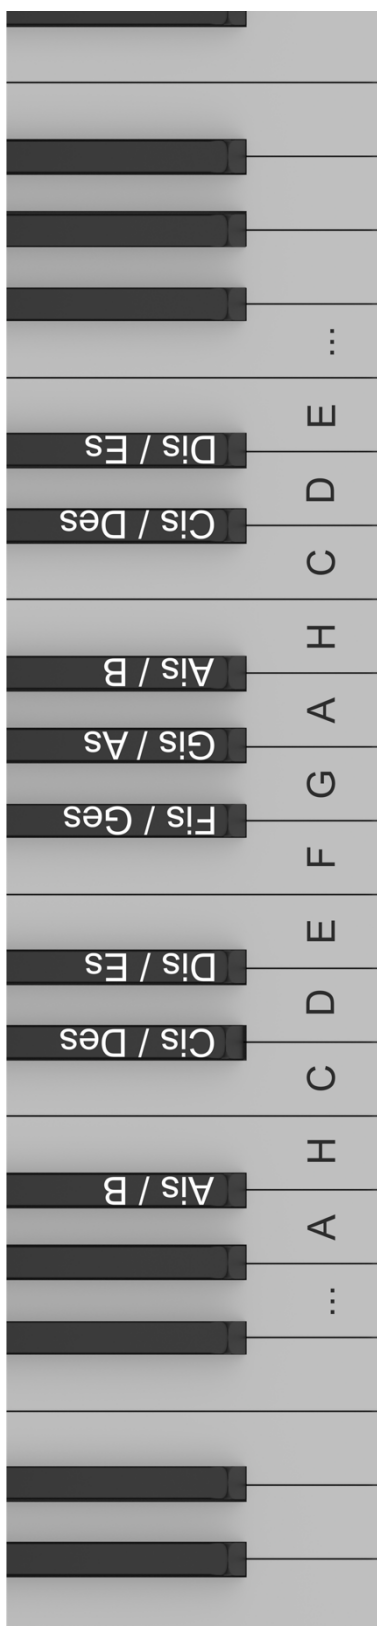 Ais / B
Cis / Des
Dis / Es
Fis / Ges
Gis / As
Ais / B
Cis / Des
Dis / Es
... A H C D E F G A H C D E ...